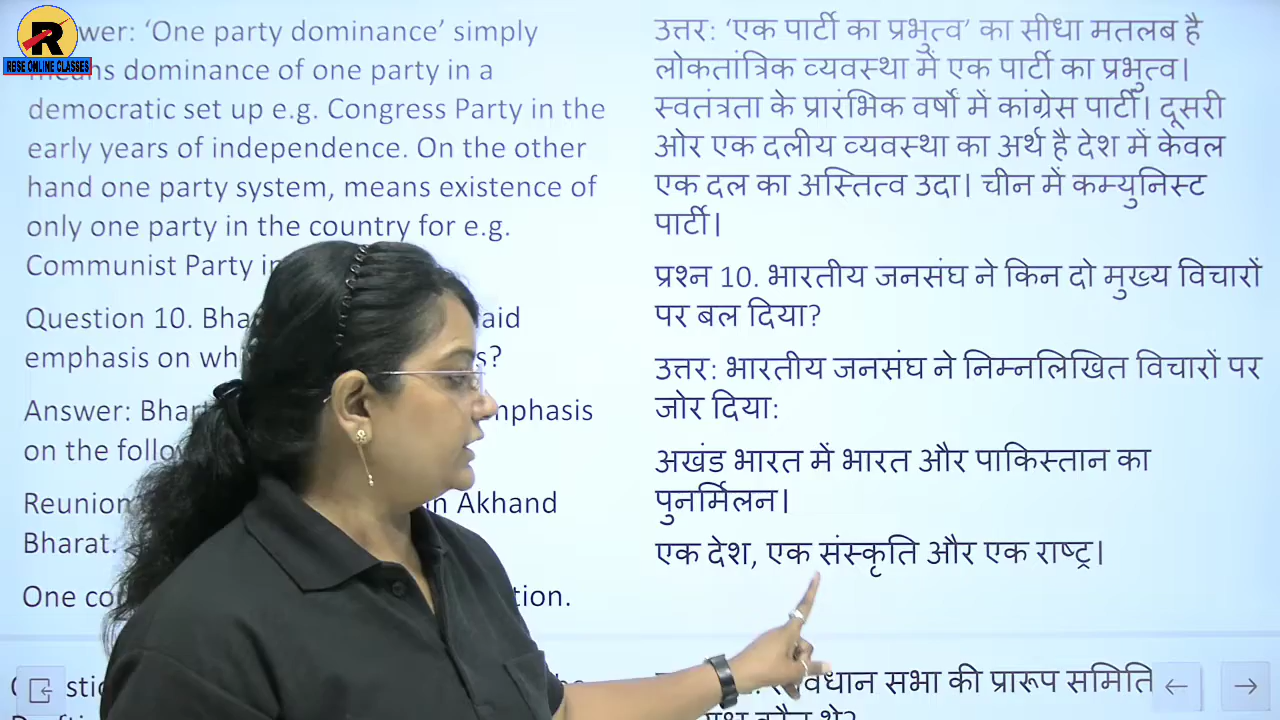 R
RBSE ONLINE CLASSES
wer: ‘One party dominance’ simply
means dominance of one party in a
democratic set up e.g. Congress Party in the
early years of independence. On the other
hand one party system, means existence of
only one party in the country for e.g.
Communist Party in
Question 10. Bha aid
emphasis on wh s?
Answer: Bhar mphasis
on the follo
Reunion n Akhand
Bharat.
One co tion.
उत्तर: ‘एक पार्टी का प्रभुत्व’ का सीधा मतलब है
लोकतांत्रिक व्यवस्था में एक पार्टी का प्रभुत्व।
स्वतंत्रता के प्रारंभिक वर्षों में कांग्रेस पार्टी। दूसरी
ओर एक दलीय व्यवस्था का अर्थ है देश में केवल
एक दल का अस्तित्व उदा। चीन में कम्युनिस्ट
पार्टी।
प्रश्न 10. भारतीय जनसंघ ने किन दो मुख्य विचारों
पर बल दिया?
उत्तर: भारतीय जनसंघ ने निम्नलिखित विचारों पर
जोर दिया:
अखंड भारत में भारत और पाकिस्तान का
पुनर्मिलन।
एक देश, एक संस्कृति और एक राष्ट्र।
विधान सभा की प्रारूप समिति